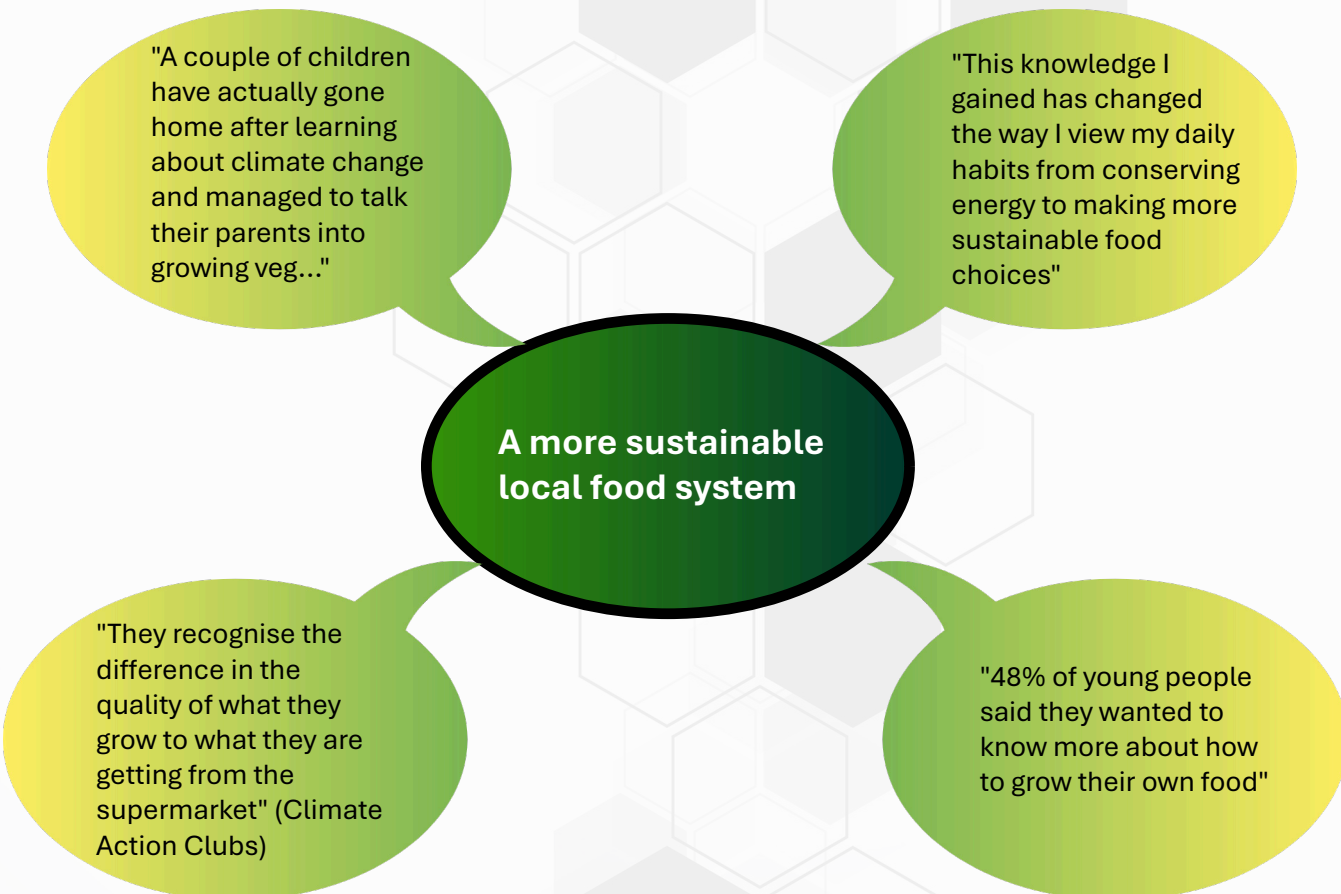 "A couple of children
have actually gone
home after learning
about climate change
and managed to talk
their parents into
growing veg..."
"This knowledge I
gained has changed
the way I view my daily
habits from conserving
energy to making more
sustainable food
choices"
A more sustainable
local food system
"They recognise the
difference in the
quality of what they
grow to what they are
getting from the
supermarket" (Climate
Action Clubs)
"48% of young people
said they wanted to
know more about how
to grow their own food"